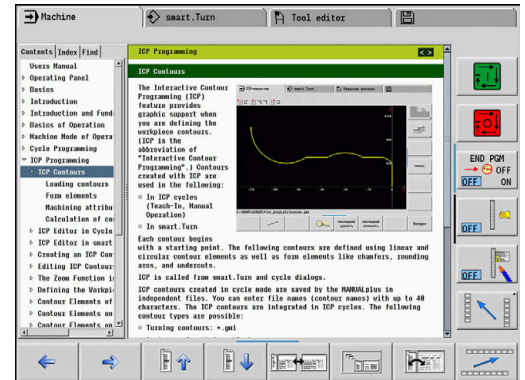 Machine
smart.Turn
Tool editor
Contents Index Find
Users Manual
Operating Panel
Basics
Introduction
Introduction and Fund
Basics of Operation
Machine Mode of Opera
Cycle Programming
ICP Programming
ICP Contours
Loading contours
Form elements
Machining attribu
Calculation of co
ICP Editor in Cycle
ICP Editor in smart
Creating an ICP Con
Editing ICP Contour
The Zoom Function i
Defining the Workpi
Contour Elements of
Contour Elements on
Contour Elements on
ICP Programming
ICP Contours
The Interactive Contour
Programming (ICP)
feature provides
graphic support when
you are defining the
workpiece contours.
(ICP is the
abbreviation of
"Interactive Contour
Programming".) Contours
created with ICP are
used in the following:
In ICP cycles
(Teach-In, Manual
Operation)
In smart.Turn
Each contour begins
with a starting point. The following contours are defined using linear and
circular contour elements as well as form elements like chamfers, rounding
arcs, and undercuts.
ICP is called from smart.Turn and cycle dialogs.
ICP contours created in cycle mode are saved by the MANUALplus in
independent files. You can enter file names (contour names) with up to 40
characters. The ICP contours are integrated in ICP cycles. The following
contour types are possible:
Turning contours: *.gmi
END PGM
OFF
OFF ON
OFF
OFF